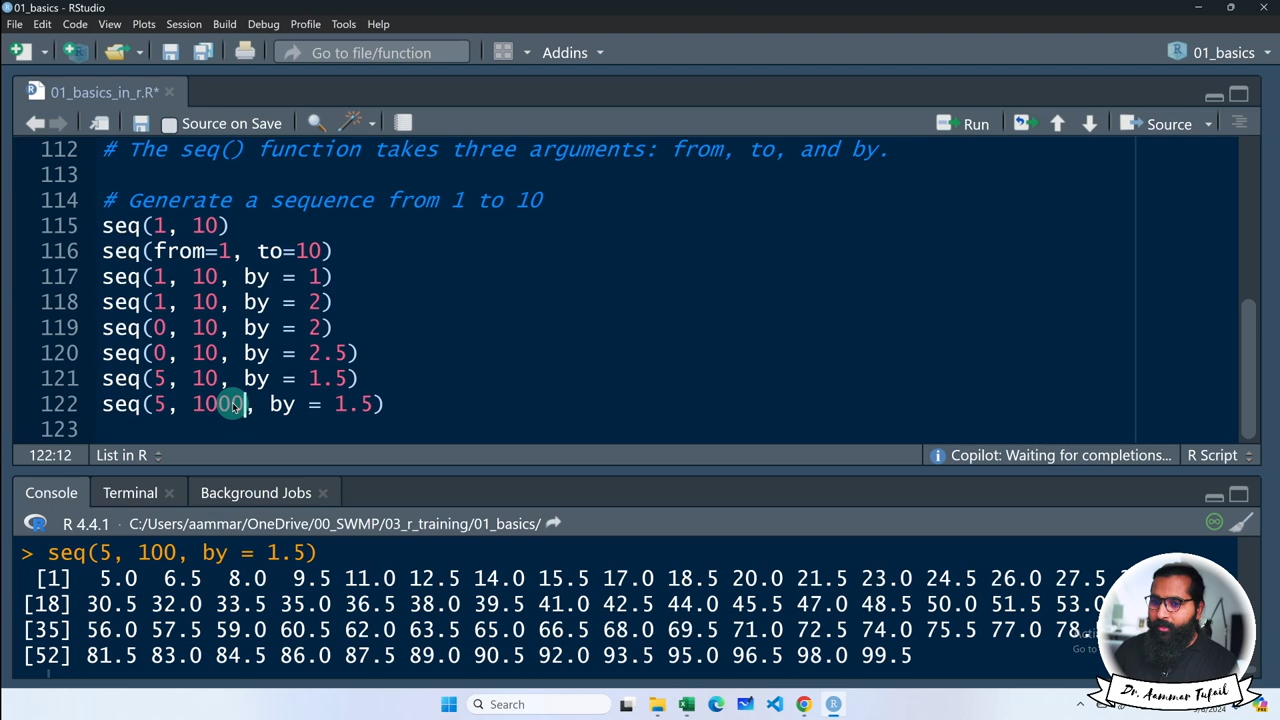 01_basics - RStudio
File Edit Code View Plots Session Build Debug Profile Tools Help
Go to file/function Addins 01_basics
01_basics_in_r.R*
Source on Save Run Source
112 # The seq() function takes three arguments: from, to, and by.
113
114 # Generate a sequence from 1 to 10
115 seq(1, 10)
116 seq(from=1, to=10)
117 seq(1, 10, by = 1)
118 seq(1, 10, by = 2)
119 seq(0, 10, by = 2)
120 seq(0, 10, by = 2.5)
121 seq(5, 10, by = 1.5)
122 seq(5, 1000, by = 1.5)
123
122:12 List in R Copilot: Waiting for completions... R Script
Console Terminal Background Jobs
R 4.4.1 · C:/Users/aammar/OneDrive/00_SWMP/03_r_training/01_basics/
> seq(5, 100, by = 1.5)
[1] 5.0 6.5 8.0 9.5 11.0 12.5 14.0 15.5 17.0 18.5 20.0 21.5 23.0 24.5 26.0 27.5
[18] 30.5 32.0 33.5 35.0 36.5 38.0 39.5 41.0 42.5 44.0 45.5 47.0 48.5 50.0 51.5 53.0
[35] 56.0 57.5 59.0 60.5 62.0 63.5 65.0 66.5 68.0 69.5 71.0 72.5 74.0 75.5 77.0 78
[52] 81.5 83.0 84.5 86.0 87.5 89.0 90.5 92.0 93.5 95.0 96.5 98.0 99.5
Go to
Dr. Aammar Tufail
Search